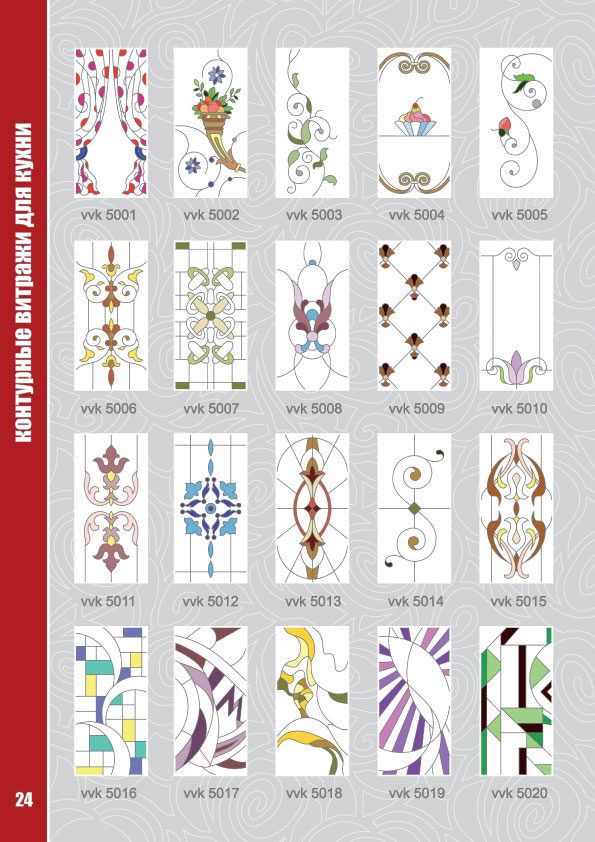 контурные витражи для кухни
vvk 5001 vvk 5002 vvk 5003 vvk 5004 vvk 5005
vvk 5006 vvk 5007 vvk 5008 vvk 5009 vvk 5010
vvk 5011 vvk 5012 vvk 5013 vvk 5014 vvk 5015
vvk 5016 vvk 5017 vvk 5018 vvk 5019 vvk 5020
24